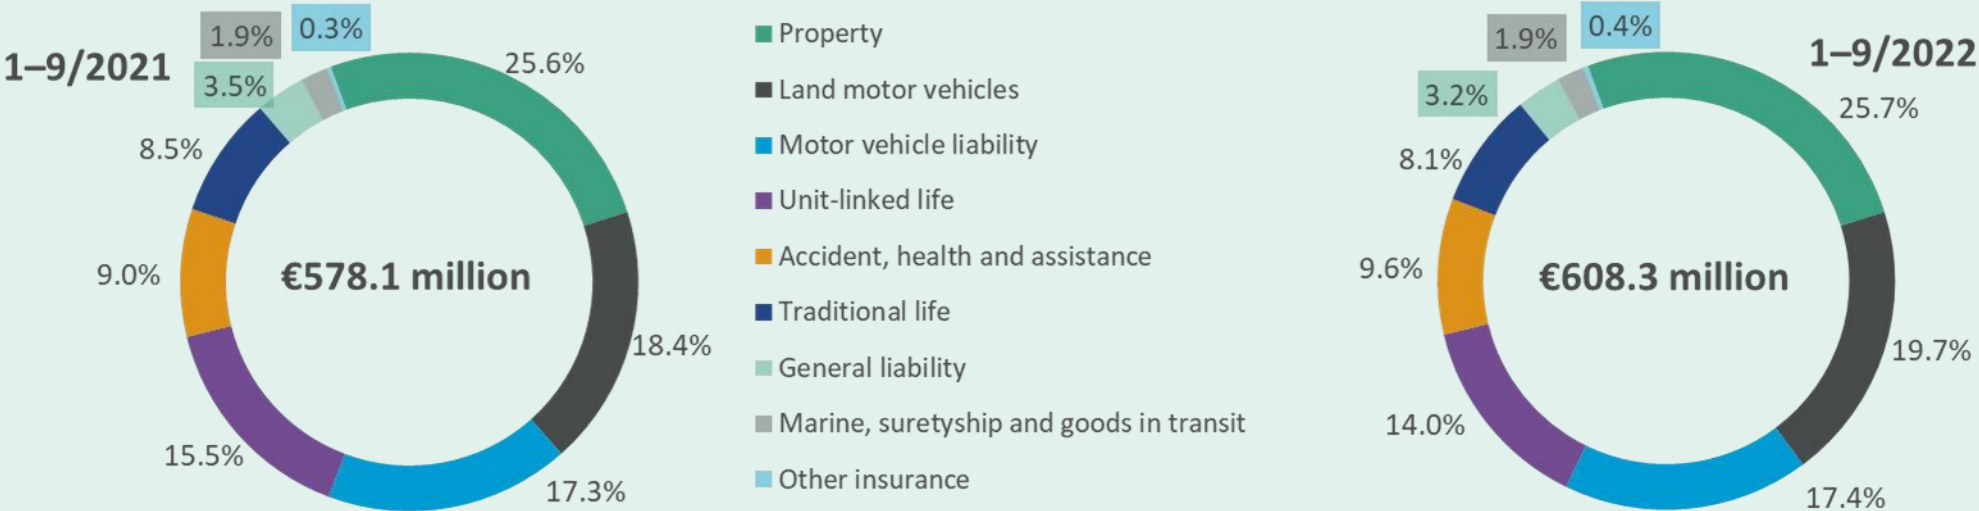 1–9/2021
0.3%
1.9%
3.5%
25.6%
8.5%
9.0%
€578.1 million
18.4%
15.5%
17.3%
Property
Land motor vehicles
Motor vehicle liability
Unit-linked life
Accident, health and assistance
Traditional life
General liability
Marine, suretyship and goods in transit
Other insurance
1–9/2022
0.4%
1.9%
3.2%
25.7%
8.1%
9.6%
€608.3 million
19.7%
14.0%
17.4%